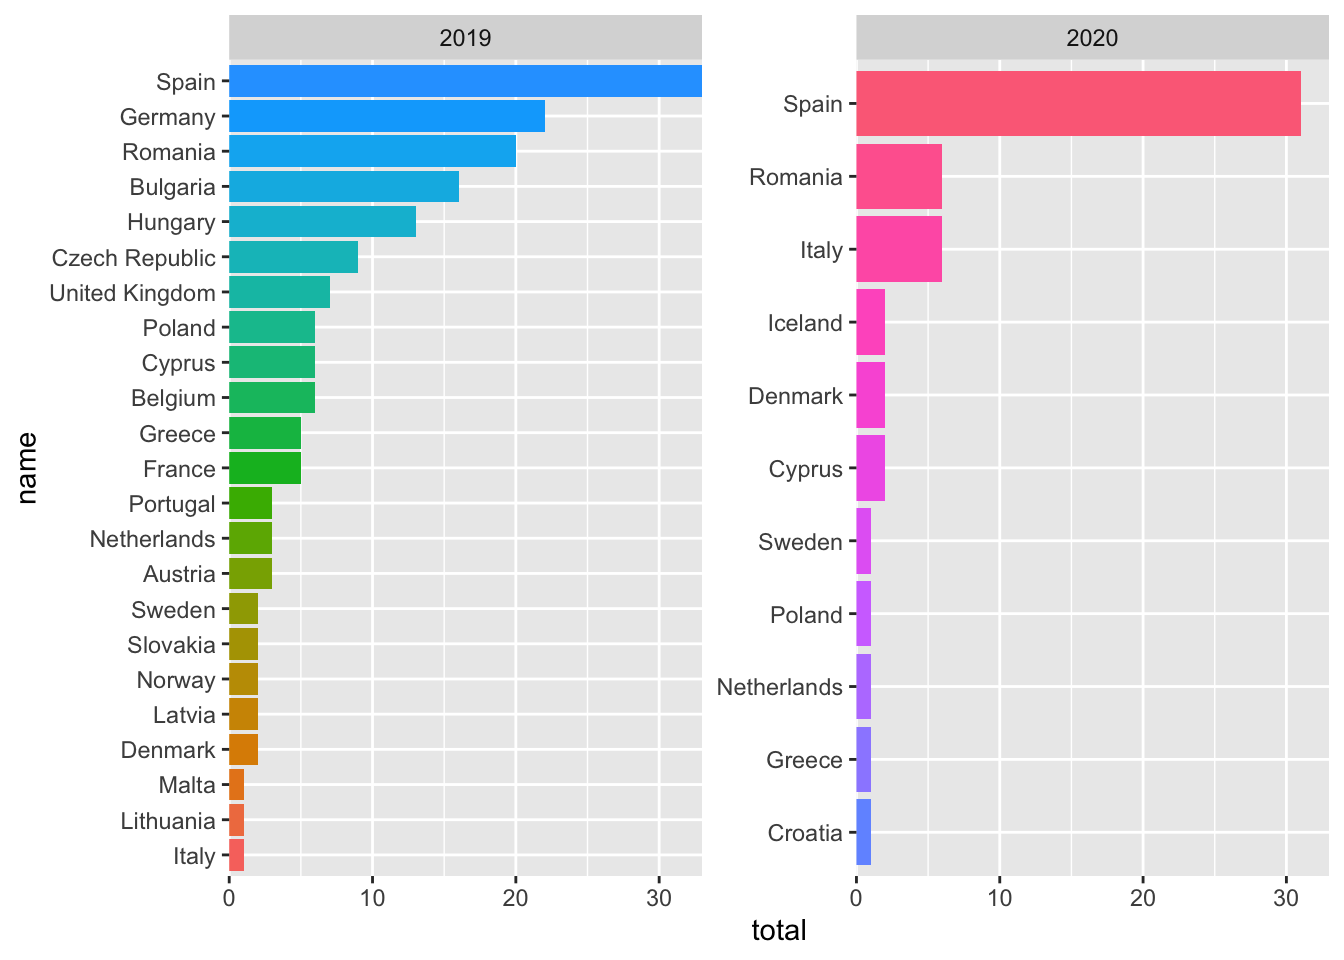 2019
Spain
Germany
Romania
Bulgaria
Hungary
Czech Republic
United Kingdom
Poland
Cyprus
Belgium
Greece
France
Portugal
Netherlands
Austria
Sweden
Slovakia
Norway
Latvia
Denmark
Malta
Lithuania
Italy
0 10 20 30
2020
Spain
Romania
Italy
Iceland
Denmark
Cyprus
Sweden
Poland
Netherlands
Greece
Croatia
0 10 20 30
name
total